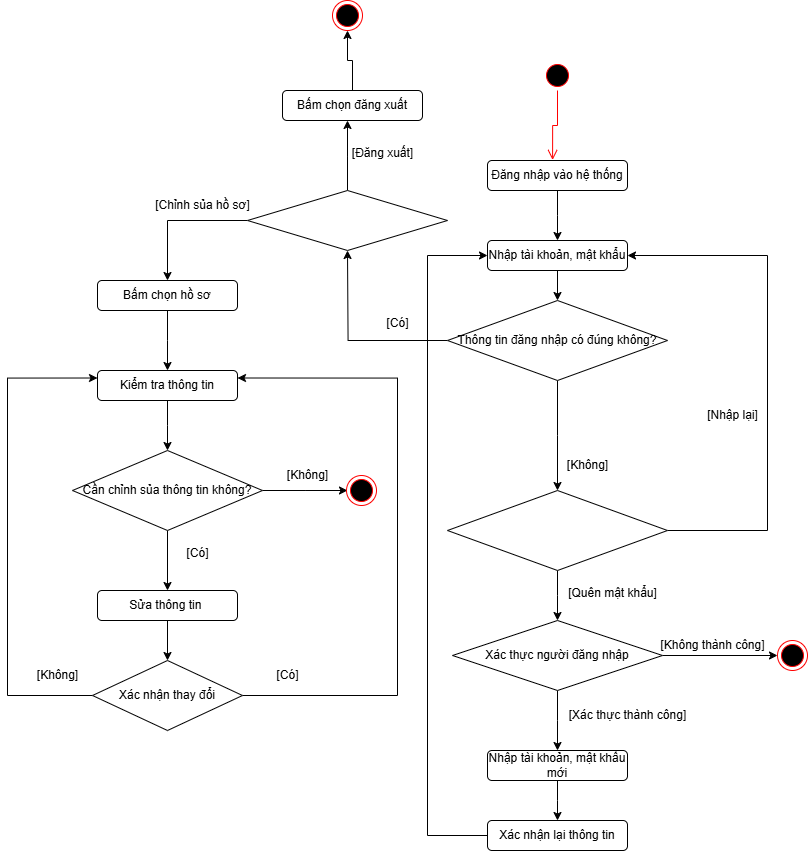 Bấm chọn đăng xuất
[Đăng xuất]
Đăng nhập vào hệ thống
[Chỉnh sủa hồ sơ]
Nhập tài khoản, mật khẩu
Bấm chọn hồ sơ
[Có]
Thông tin đăng nhập có đúng không?
Kiểm tra thông tin
[Nhập lại]
[Không]
[Không]
Cần chỉnh sủa thông tin không?
[Có]
[Quên mật khẩu]
Sửa thông tin
[Không thành công]
Xác thực người đăng nhập
[Không]
[Có]
Xác nhận thay đổi
[Xác thực thành công]
Nhập tài khoản, mật khẩu
mới
Xác nhận lại thông tin